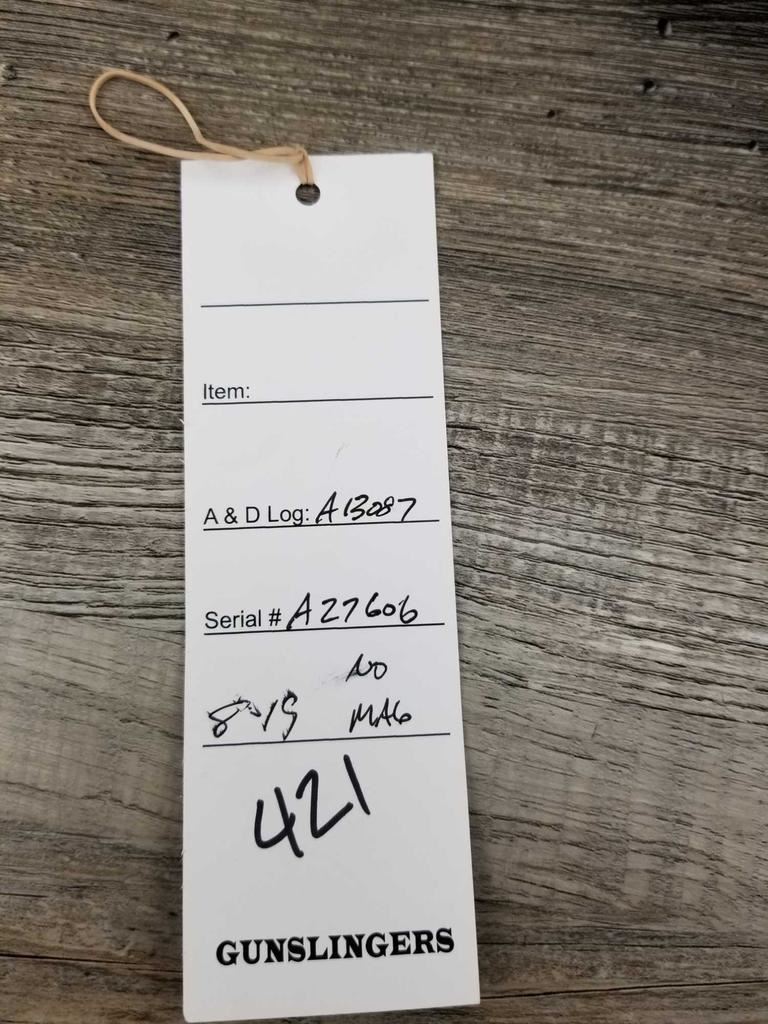 Item:
A & D Log: A13087
Serial # A27606
NO
8-19 MAG
421
GUNSLINGERS